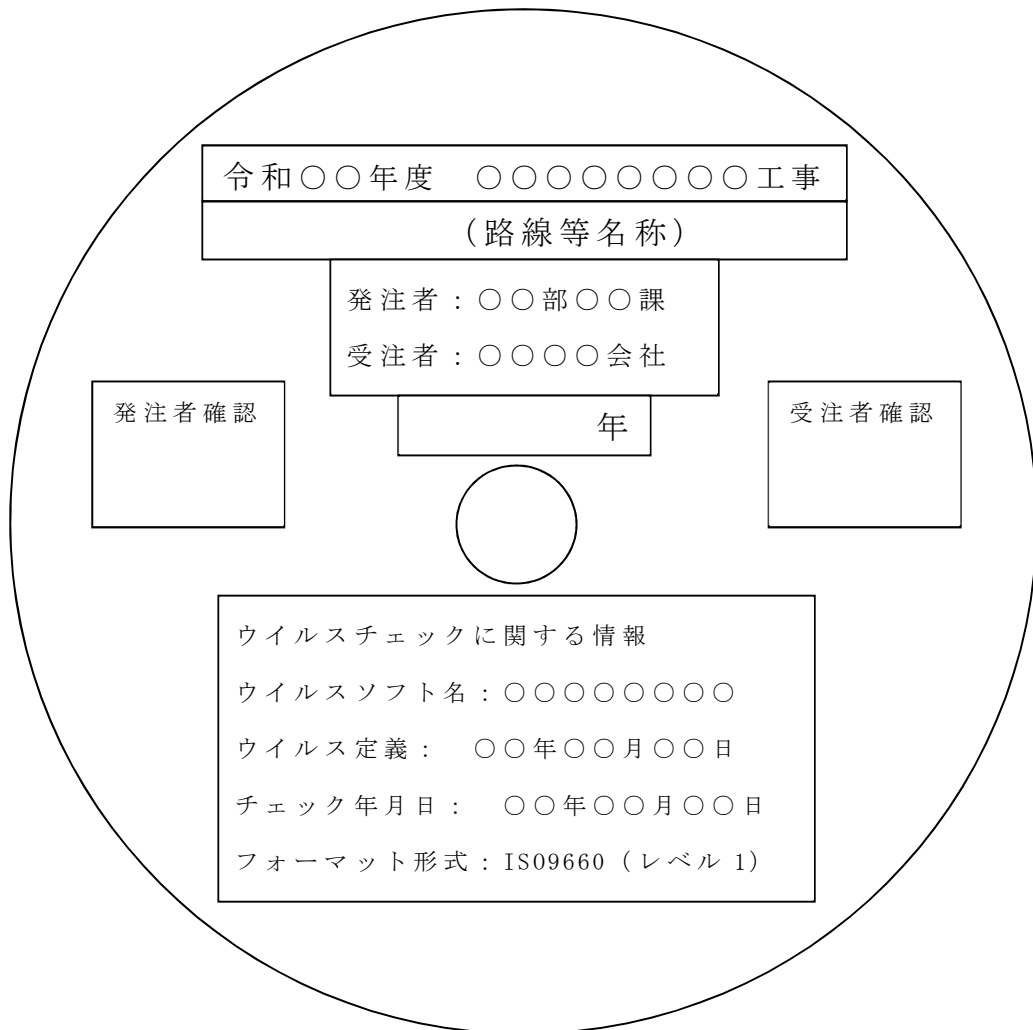 令和○○年度　○○○○○○○○工事
（路線等名称）
発注者：○○部○○課
受注者：○○○○会社
発注者確認
受注者確認
年
ウイルスチェックに関する情報
ウイルスソフト名：○○○○○○○○
ウイルス定義：　○○年○○月○○日
チェック年月日：　○○年○○月○○日
フォーマット形式：ISO9660（レベル 1）